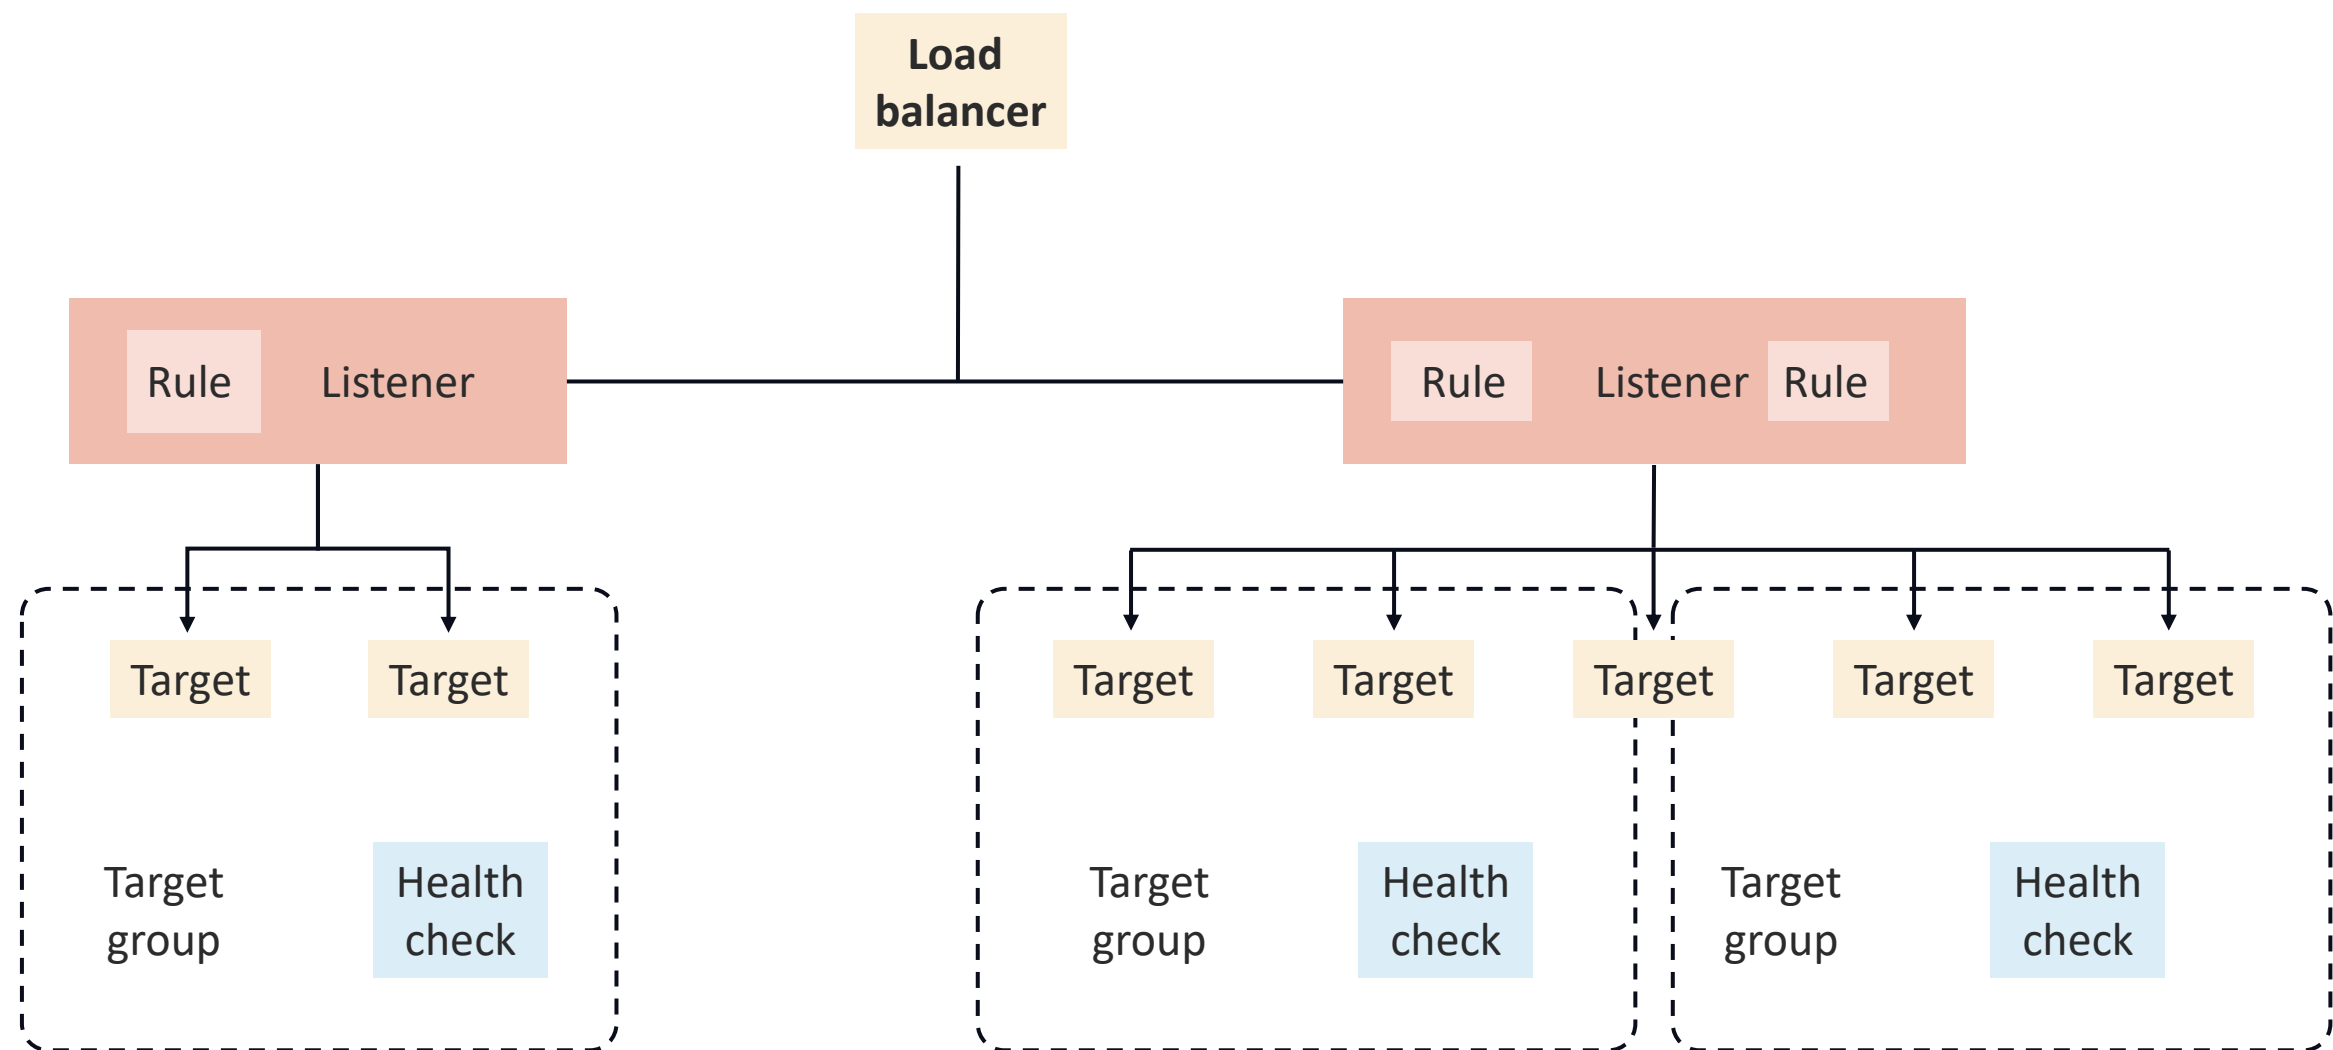 Load
balancer
Rule Listener
Rule Listener Rule
Target Target
Target Target Target Target Target
Target
group
Health
check
Target
group
Health
check
Target
group
Health
check